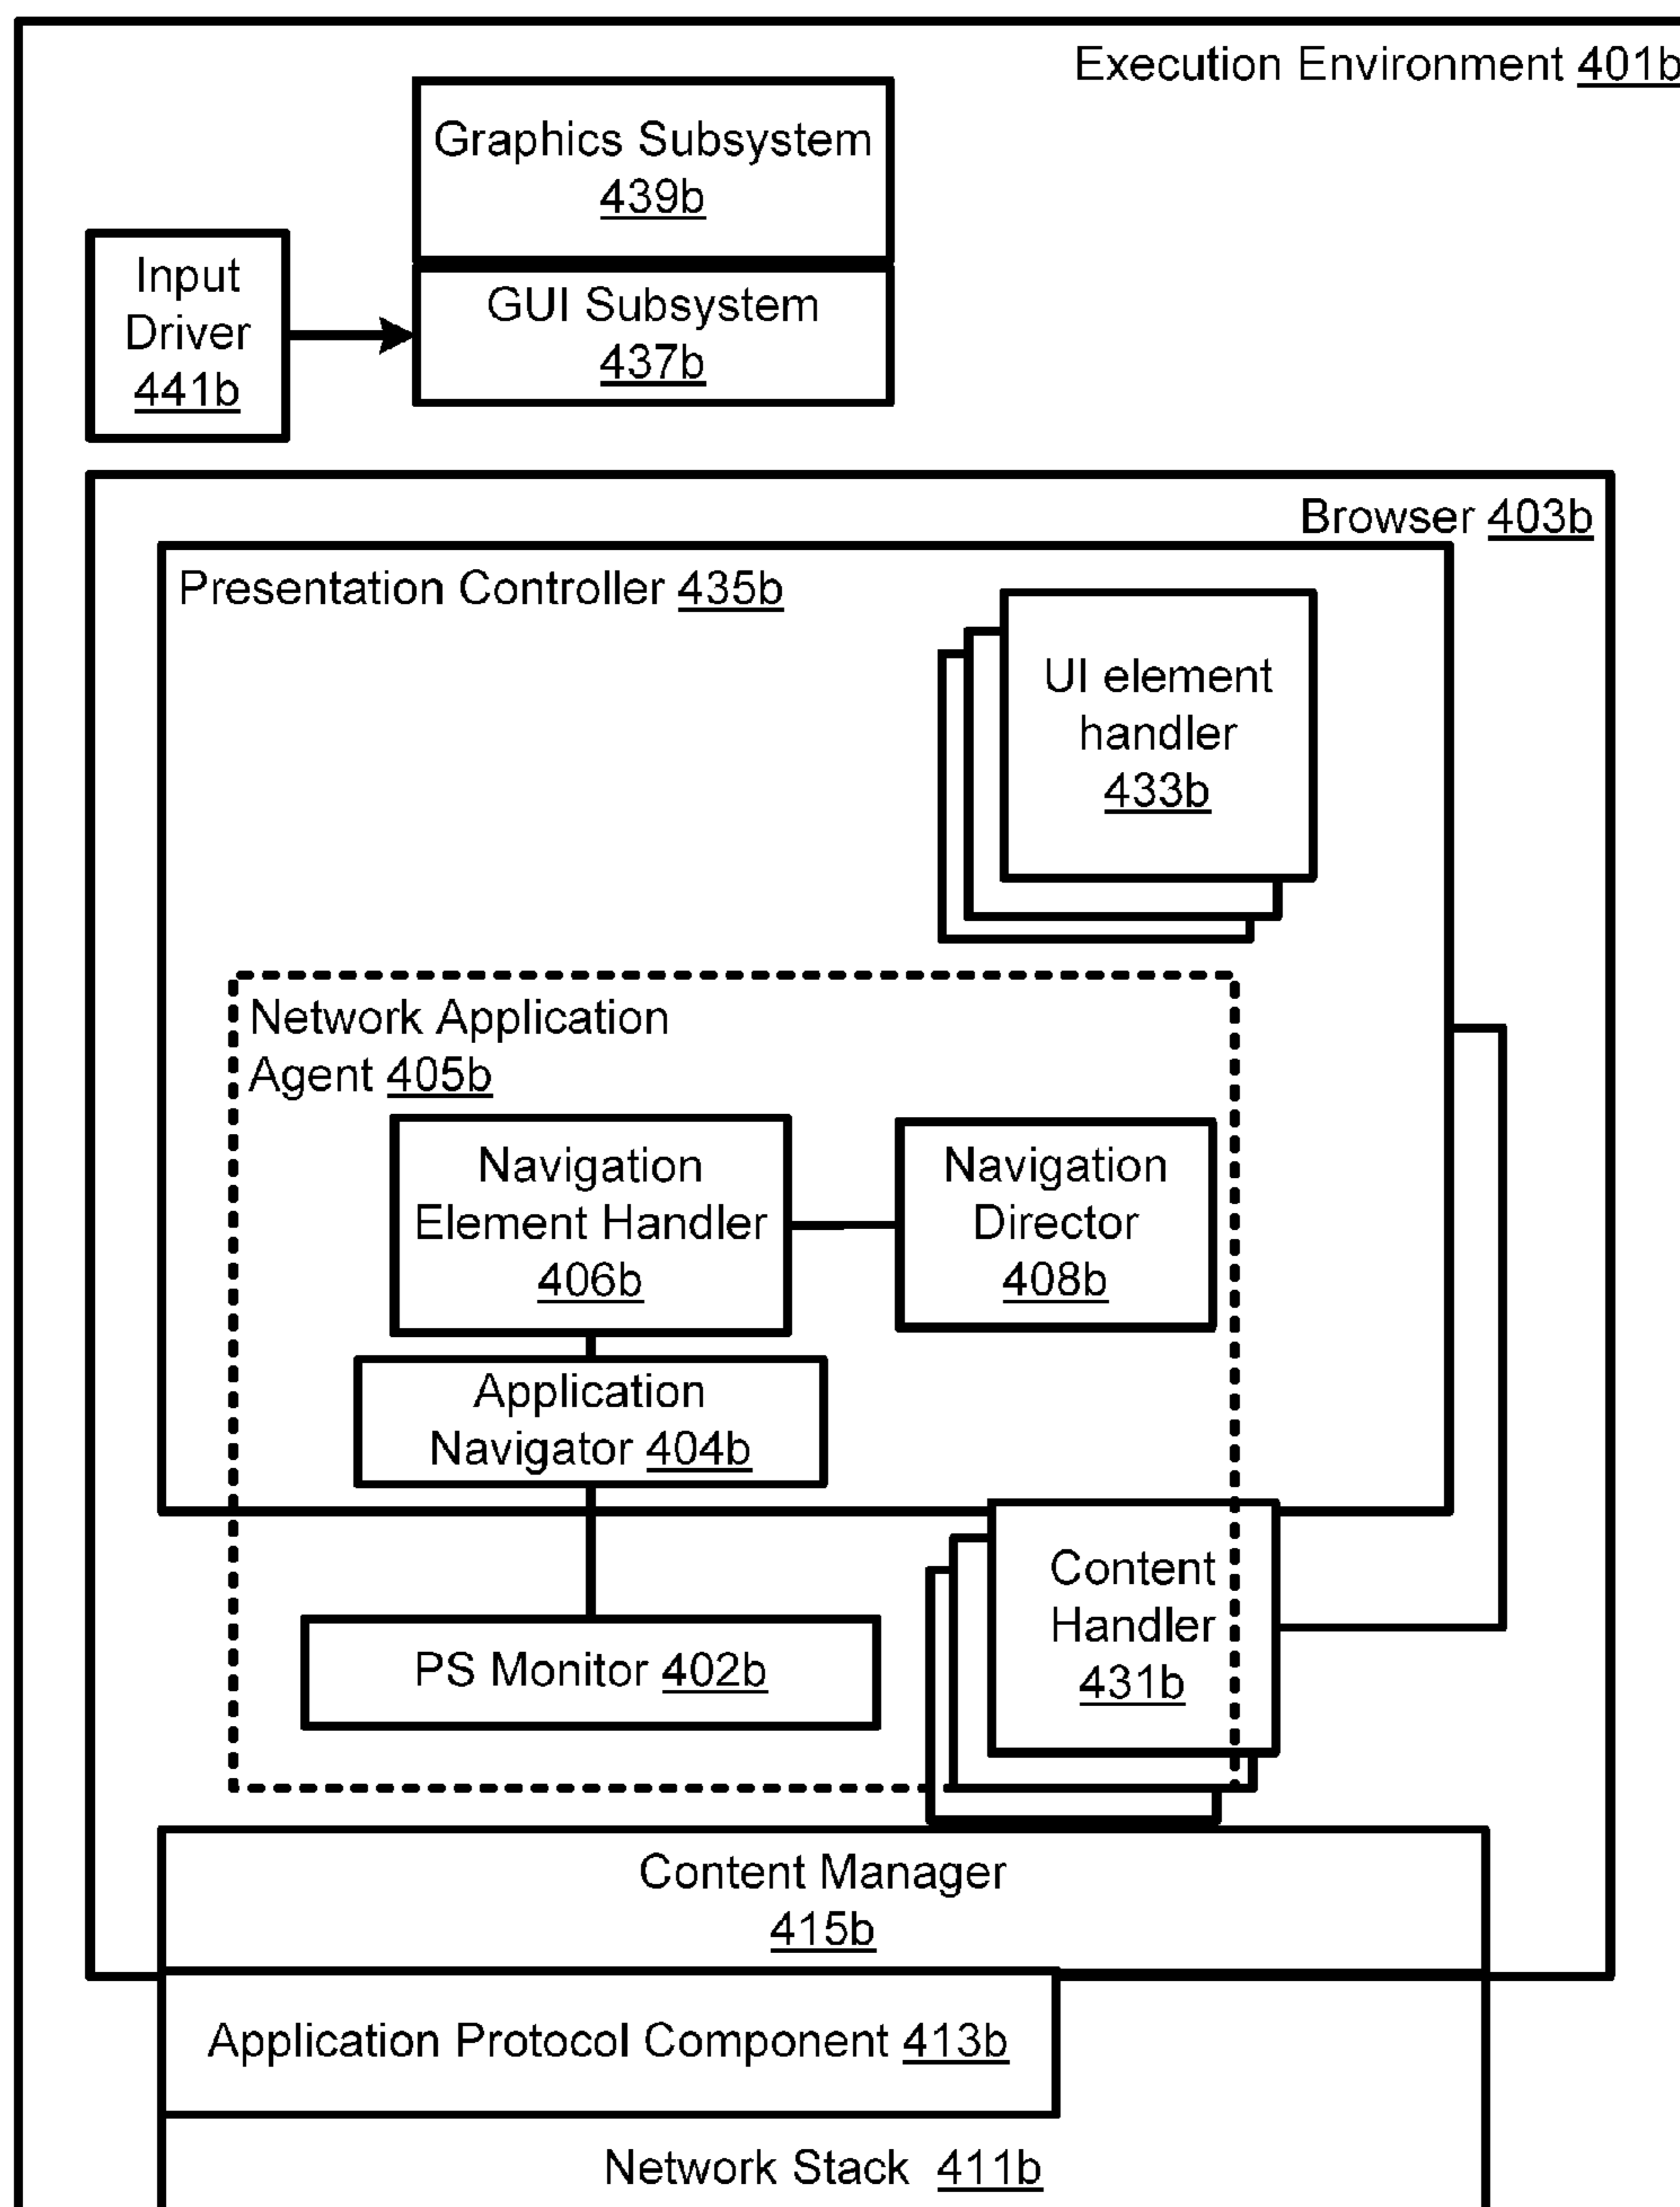 Execution Environment 401b
Graphics Subsystem
439b
Input
Driver
441b
GUI Subsystem
437b
Browser 403b
Presentation Controller 435b
UI element
handler
433b
Network Application
Agent 405b
Navigation
Element Handler
406b
Navigation
Director
408b
Application
Navigator 404b
Content
Handler
431b
PS Monitor 402b
Content Manager
415b
Application Protocol Component 413b
Network Stack 411b